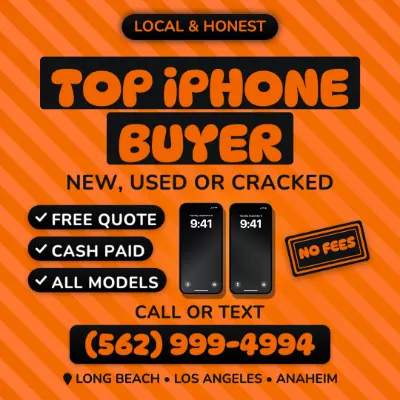 LOCAL & HONEST
TOP iPHONE
BUYER
NEW, USED OR CRACKED
FREE QUOTE
CASH PAID
ALL MODELS
9:41
9:41
NO FEES
CALL OR TEXT
(562) 999-4994
LONG BEACH • LOS ANGELES • ANAHEIM